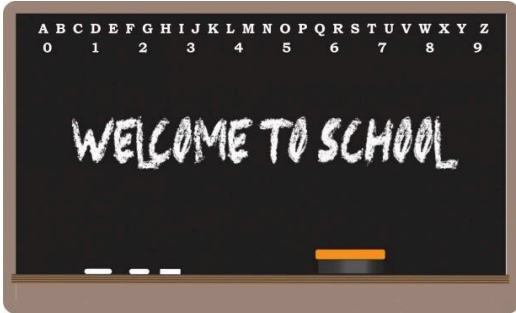 A B C D E F G H I J K L M N O P Q R S T U V W X Y Z
0 1 2 3 4 5 6 7 8 9
WELCOME TO SCHOOL